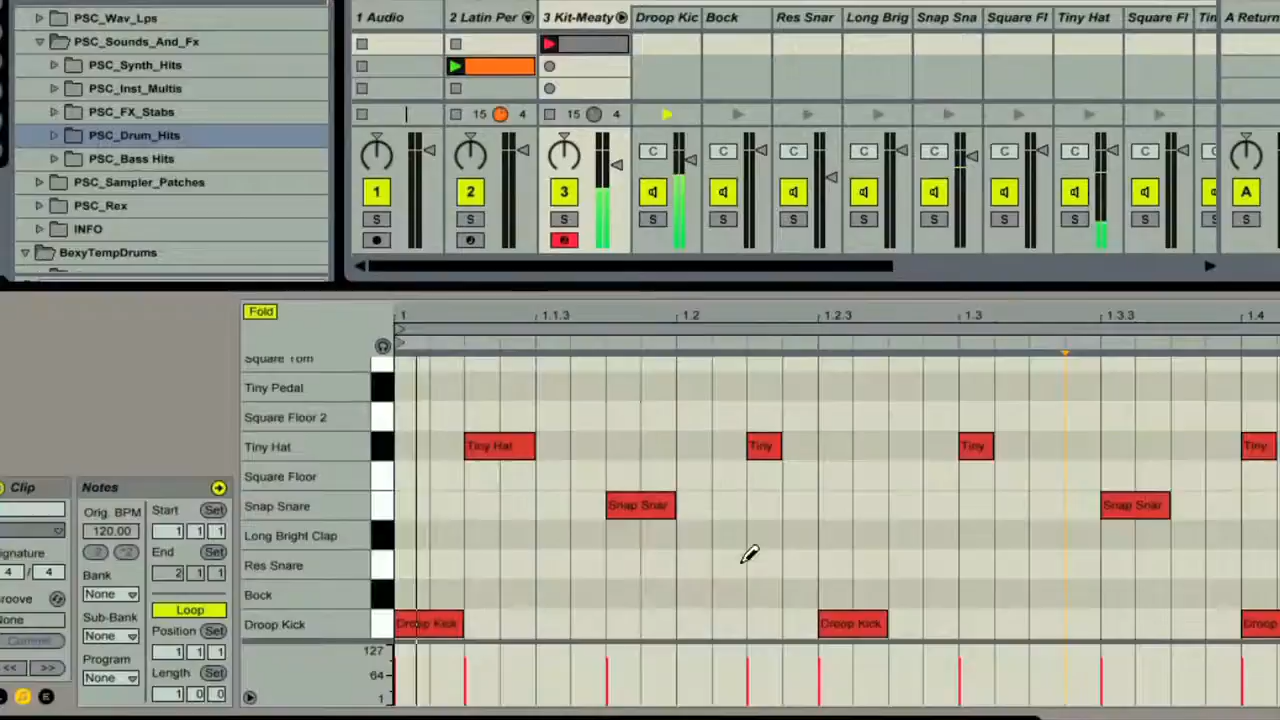 PSC_Wav_Lps
PSC_Sounds_And_Fx
PSC_Synth_Hits
PSC_Inst_Multis
PSC_FX_Stabs
PSC_Drum_Hits
PSC_Bass Hits
PSC_Sampler_Patches
PSC_Rex
INFO
BexyTempDrums
1 Audio 2 Latin Per 3 Kit-Meaty Droop Kic Bock Res Snar Long Brig Snap Sna Square Fl Tiny Hat Square Fl A Return
15 4 15 4
C C C C C C C C
1 2 3 A
S S S S S S S S S S S S
Fold
1 1.1.3 1.2 1.2.3 1.3 1.3.3 1.4
Square Tom
Tiny Pedal
Square Floor 2
Tiny Hat Tiny Hat Tiny Tiny Tiny
Square Floor
Snap Snare Snap Snar Snap Snar
Long Bright Clap
Res Snare
Bock
Droop Kick Droop Kick Droop Kick Droop
127
64
1
Clip
4 / 4
<< >>
E
Notes
Orig. BPM
120.00
:2 *2
Bank
None
Sub-Bank
None
Program
None
Start Set
1 1 1
End Set
2 1 1
Loop
Position Set
1 1 1
Length Set
1 0 0